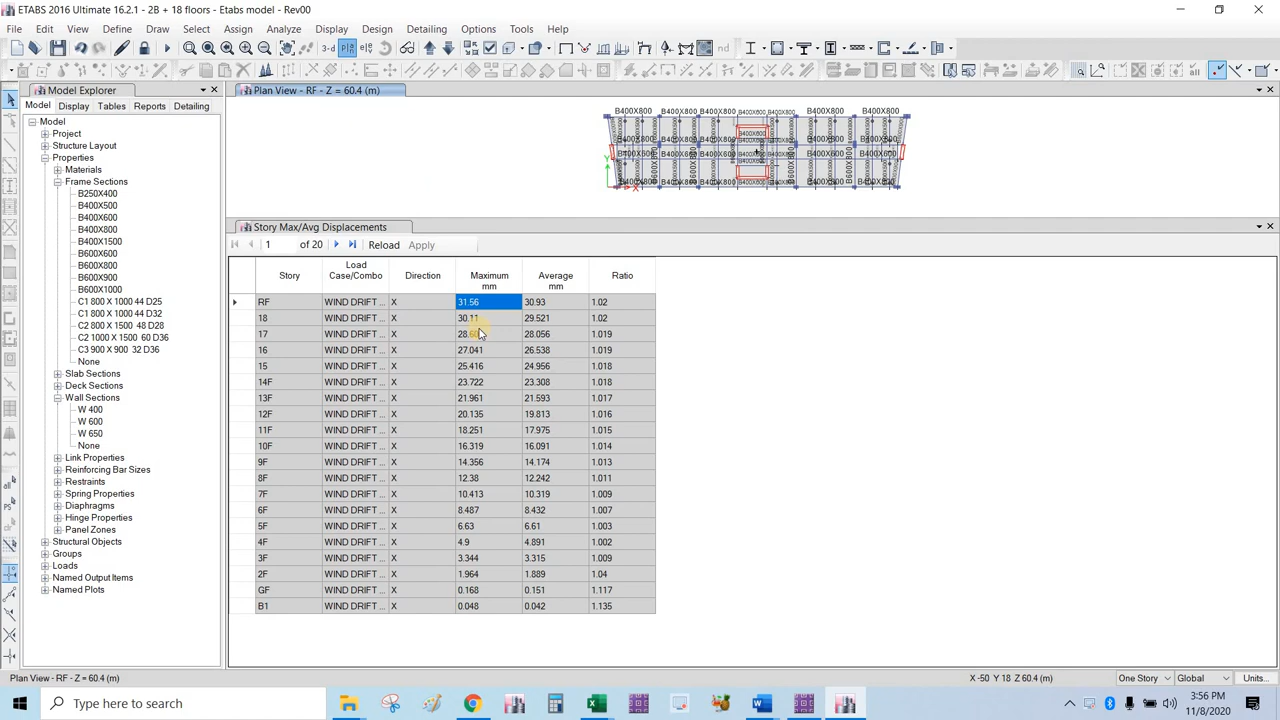 ETABS 2016 Ultimate 16.2.1 - 2B + 18 floors - Etabs model - Rev00
File Edit View Define Draw Select Assign Analyze Display Design Detailing Options Tools Help
3-d
nd
Model Explorer
Plan View - RF - Z = 60.4 (m)
Model Display Tables Reports Detailing
Model
Project
Structure Layout
Properties
Materials
Frame Sections
B250X400
B400X500
B400X600
B400X800
B400X1500
B600X600
B600X800
B600X900
B600X1000
C1 800 X 1000 44 D25
C1 800 X 1000 44 D32
C2 800 X 1500 48 D28
C2 1000 X 1500 60 D36
C3 900 X 900 32 D36
None
Slab Sections
Deck Sections
Wall Sections
W 400
W 600
W 650
None
Link Properties
Reinforcing Bar Sizes
Restraints
Spring Properties
Diaphragms
Hinge Properties
Panel Zones
Structural Objects
Groups
Loads
Named Output Items
Named Plots
B400X800 B400X800 B400X800 B400X800 B400X800 B400X800 B400X800
Y
X
Story Max/Avg Displacements
1 of 20 Reload Apply
Story Load Case/Combo Direction Maximum mm Average mm Ratio
RF WIND DRIFT ... X 31.56 30.93 1.02
18 WIND DRIFT ... X 30.11 29.521 1.02
17 WIND DRIFT ... X 28.056 1.019
16 WIND DRIFT ... X 27.041 26.538 1.019
15 WIND DRIFT ... X 25.416 24.956 1.018
14F WIND DRIFT ... X 23.722 23.308 1.018
13F WIND DRIFT ... X 21.961 21.593 1.017
12F WIND DRIFT ... X 20.135 19.813 1.016
11F WIND DRIFT ... X 18.251 17.975 1.015
10F WIND DRIFT ... X 16.319 16.091 1.014
9F WIND DRIFT ... X 14.356 14.174 1.013
8F WIND DRIFT ... X 12.38 12.242 1.011
7F WIND DRIFT ... X 10.413 10.319 1.009
6F WIND DRIFT ... X 8.487 8.432 1.007
5F WIND DRIFT ... X 6.63 6.61 1.003
4F WIND DRIFT ... X 4.9 4.891 1.002
3F WIND DRIFT ... X 3.344 3.315 1.009
2F WIND DRIFT ... X 1.964 1.889 1.04
GF WIND DRIFT ... X 0.168 0.151 1.117
B1 WIND DRIFT ... X 0.048 0.042 1.135
Plan View - RF - Z = 60.4 (m)
X -50 Y 18 Z 60.4 (m) One Story Global Units...
Type here to search
3:56 PM
11/8/2020